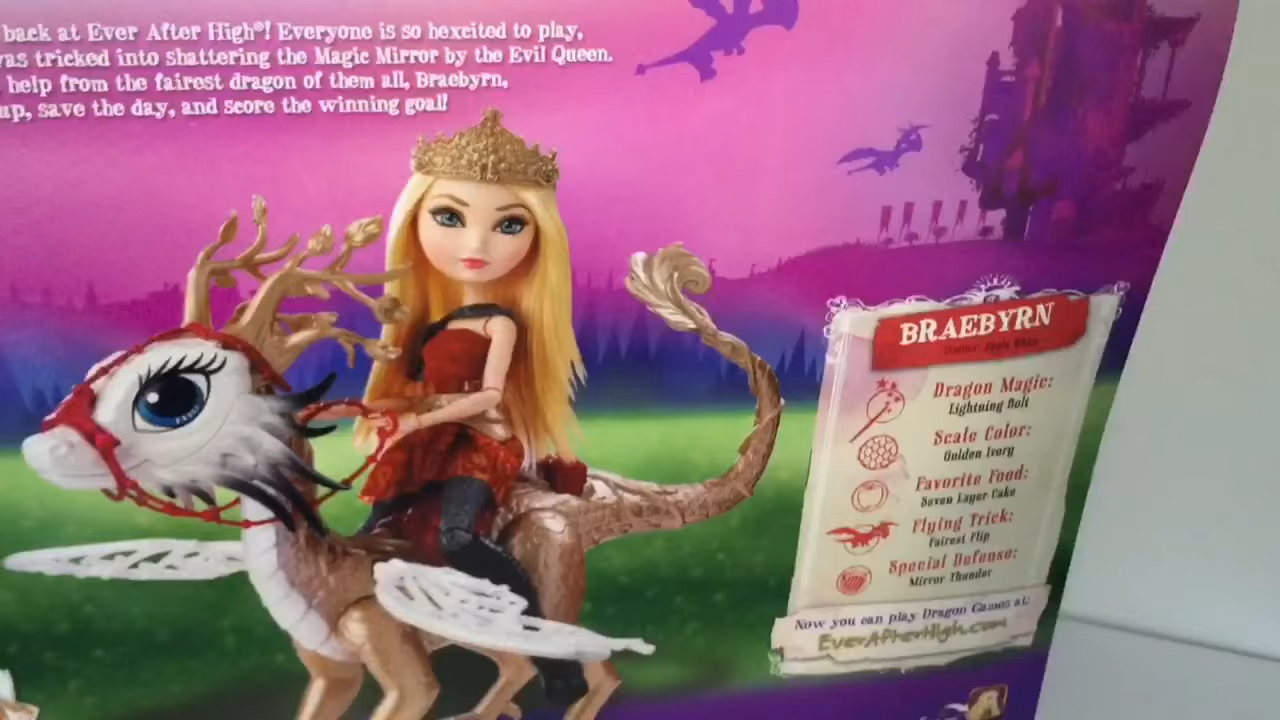 back at Ever After High®! Everyone is so hexcited to play,
was tricked into shattering the Magic Mirror by the Evil Queen.
help from the fairest dragon of them all, Braebyrn,
up, save the day, and score the winning goal!
BRAEBYRN
Apple White
Dragon Magic:
Lightning Bolt
Scale Color:
Golden Ivory
Favorite Food:
Seven Layer Cake
Flying Trick:
Fairest Flip
Special Defense:
Mirror Thunder
Now you can play Dragon Games at:
EverAfterHigh.com